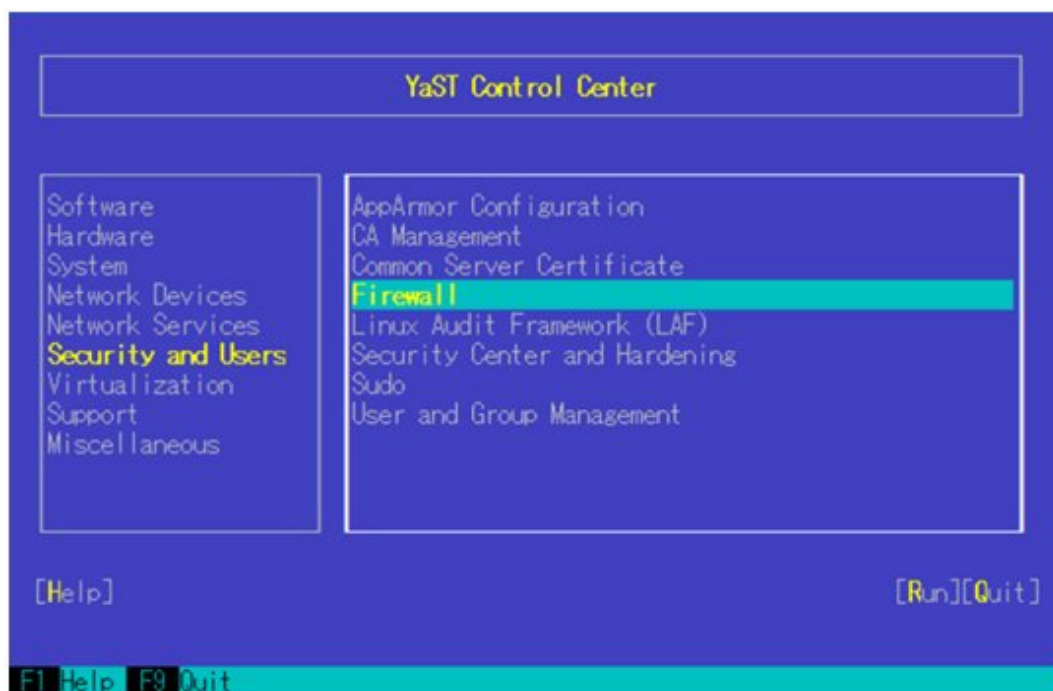 YaST Control Center
Software
Hardware
System
Network Devices
Network Services
Security and Users
Virtualization
Support
Miscellaneous
AppArmor Configuration
CA Management
Common Server Certificate
Firewall
Linux Audit Framework (LAF)
Security Center and Hardening
Sudo
User and Group Management
[Help] [Run][Quit]
F1 Help F9 Quit